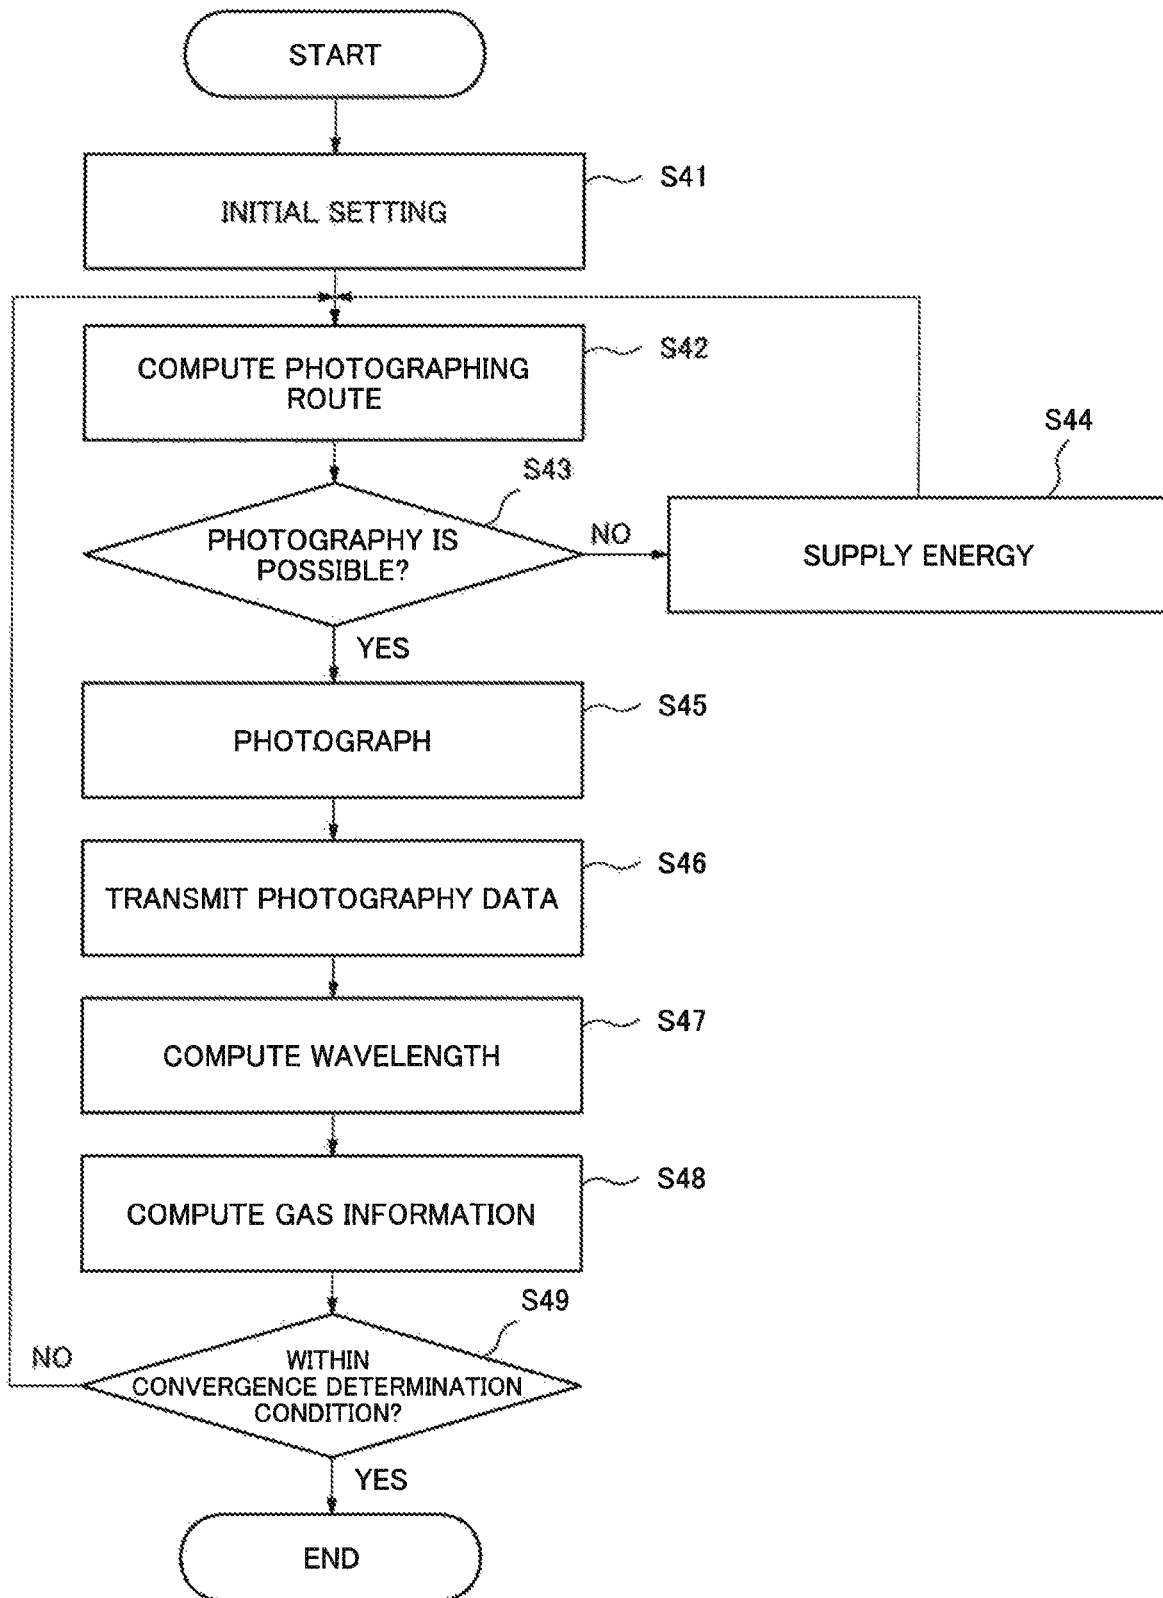 START
S41
INITIAL SETTING
S42
COMPUTE PHOTOGRAPHING
ROUTE
S44
S43
PHOTOGRAPHY IS
POSSIBLE?
NO
SUPPLY ENERGY
YES
S45
PHOTOGRAPH
S46
TRANSMIT PHOTOGRAPHY DATA
S47
COMPUTE WAVELENGTH
S48
COMPUTE GAS INFORMATION
S49
NO
WITHIN
CONVERGENCE DETERMINATION
CONDITION?
YES
END